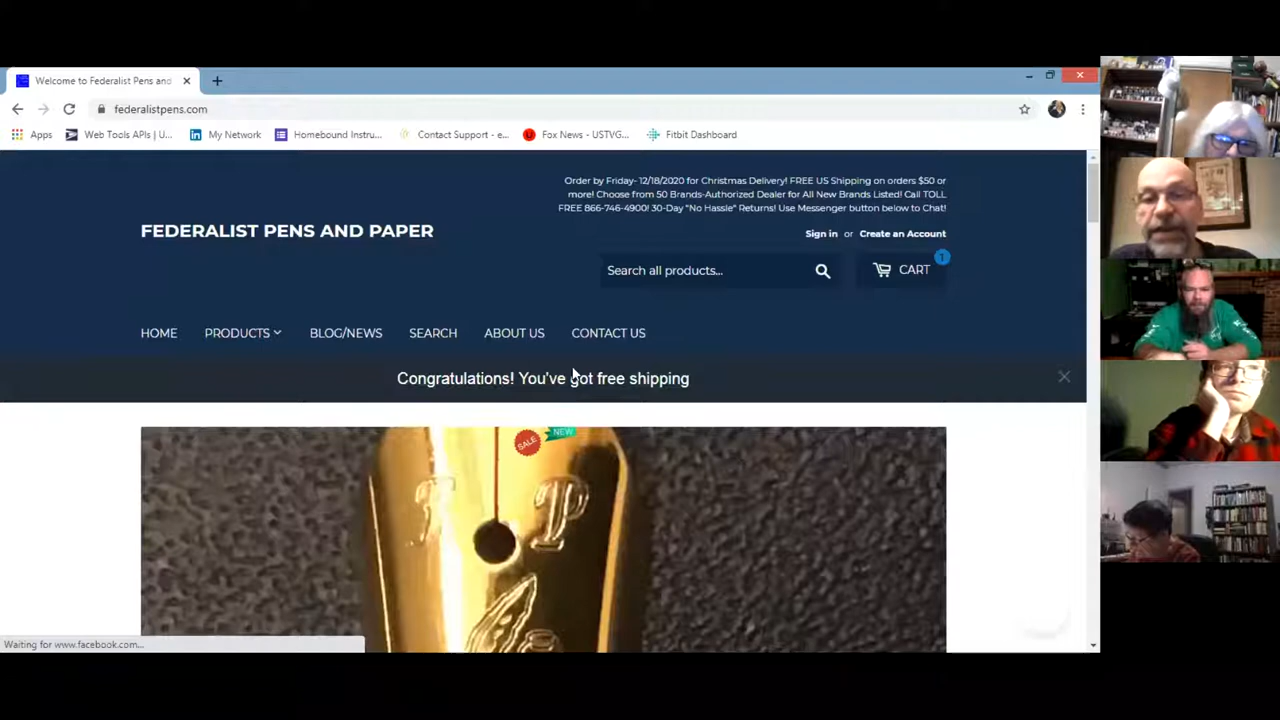 Welcome to Federalist Pens and
federalistpens.com
Apps
Web Tools APIs | U...
My Network
Homebound Instru...
Contact Support - e...
Fox News - USTVG...
Fitbit Dashboard
Order by Friday- 12/18/2020 for Christmas Delivery! FREE US Shipping on orders $50 or
more! Choose from 50 Brands-Authorized Dealer for All New Brands Listed! Call TOLL
FREE 866-746-4900! 30-Day "No Hassle" Returns! Use Messenger button below to Chat!
FEDERALIST PENS AND PAPER
Sign in or Create an Account
Search all products...
CART
1
HOME
PRODUCTS
BLOG/NEWS
SEARCH
ABOUT US
CONTACT US
Congratulations! You've got free shipping
SALE
NEW
F P
Waiting for www.facebook.com...